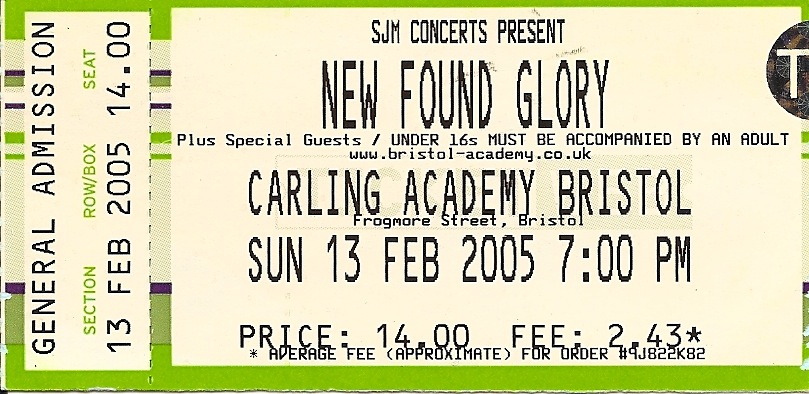 GENERAL ADMISSION
SECTION ROW/BOX SEAT
13 FEB 2005 14.00
SJM CONCERTS PRESENT
NEW FOUND GLORY
Plus Special Guests / UNDER 16s MUST BE ACCOMPANIED BY AN ADULT
www.bristol-academy.co.uk
CARLING ACADEMY BRISTOL
Frogmore Street, Bristol
SUN 13 FEB 2005 7:00 PM
PRICE: 14.00 FEE: 2.43*
* AVERAGE FEE (APPROXIMATE) FOR ORDER #9J822K82
T